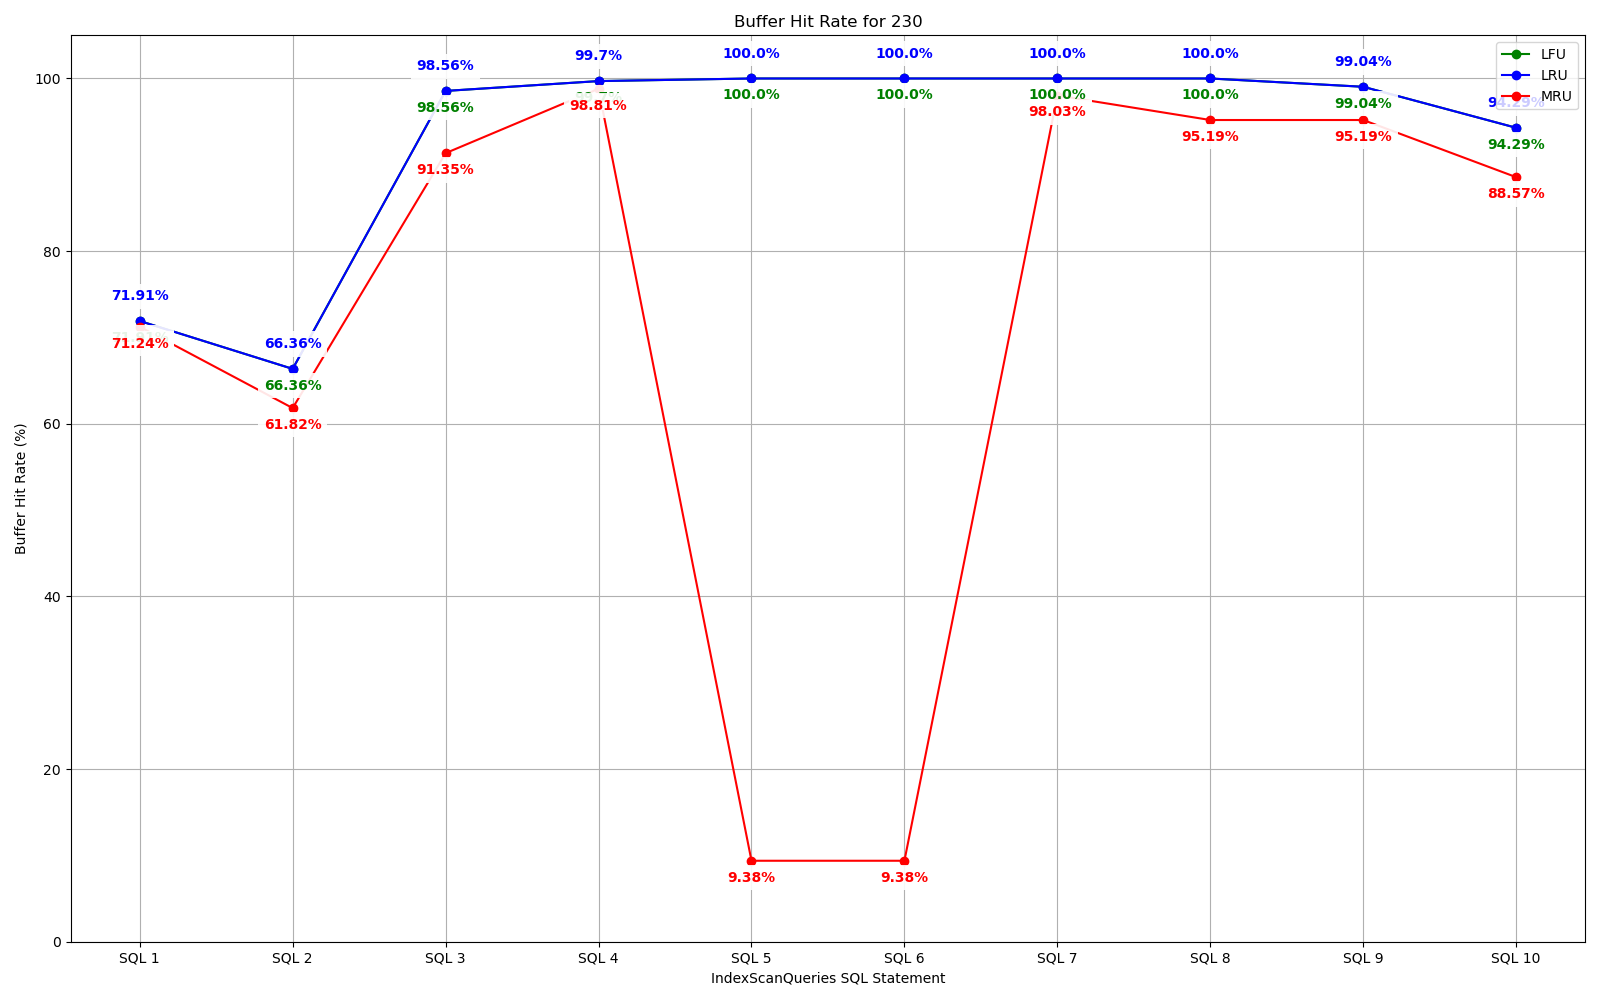 Buffer Hit Rate for 230
LFU
LRU
MRU
98.56%
99.7%
100.0%
100.0%
100.0%
100.0%
99.04%
94.29%
98.56%
98.81%
100.0%
100.0%
100.0%
100.0%
99.04%
94.29%
91.35%
98.03%
95.19%
95.19%
88.57%
71.91%
71.24%
66.36%
66.36%
61.82%
9.38%
9.38%
100
80
60
40
20
0
Buffer Hit Rate (%)
SQL 1
SQL 2
SQL 3
SQL 4
SQL 5
SQL 6
SQL 7
SQL 8
SQL 9
SQL 10
IndexScanQueries SQL Statement